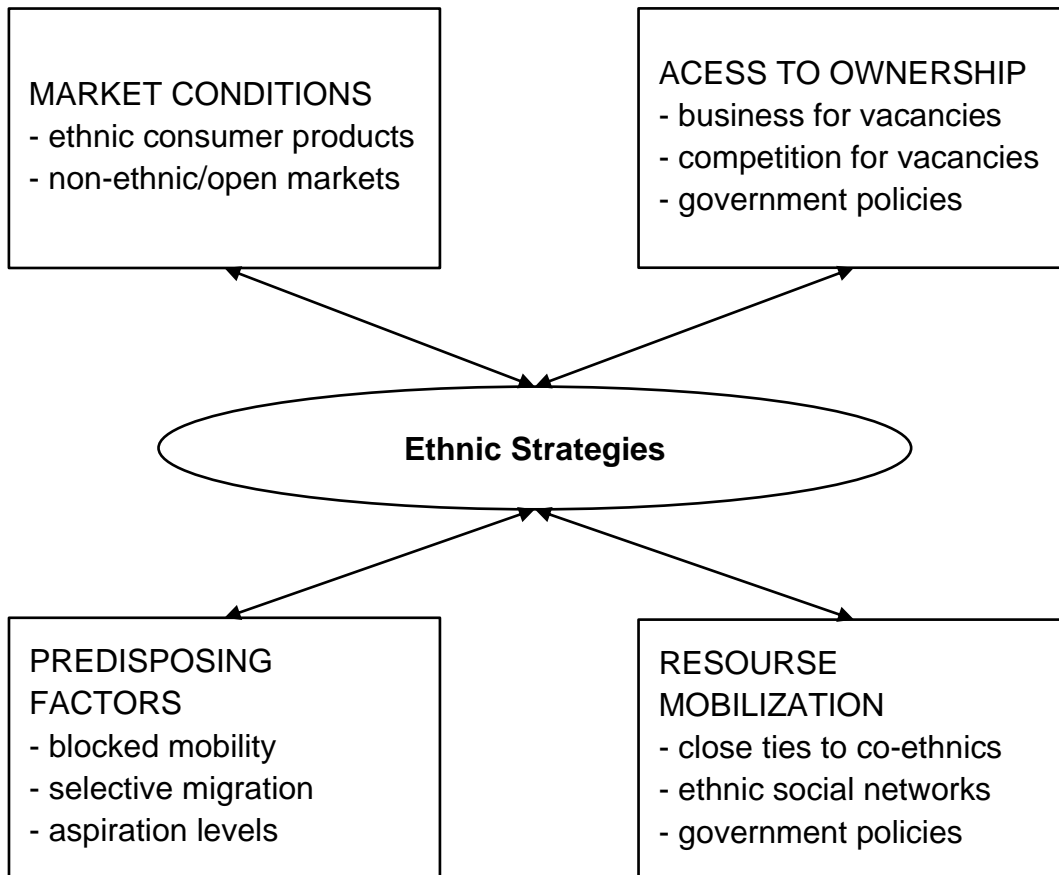 MARKET CONDITIONS
- ethnic consumer products
- non-ethnic/open markets
ACESS TO OWNERSHIP
- business for vacancies
- competition for vacancies
- government policies
Ethnic Strategies
PREDISPOSING
FACTORS
- blocked mobility
- selective migration
- aspiration levels
RESOURSE
MOBILIZATION
- close ties to co-ethnics
- ethnic social networks
- government policies